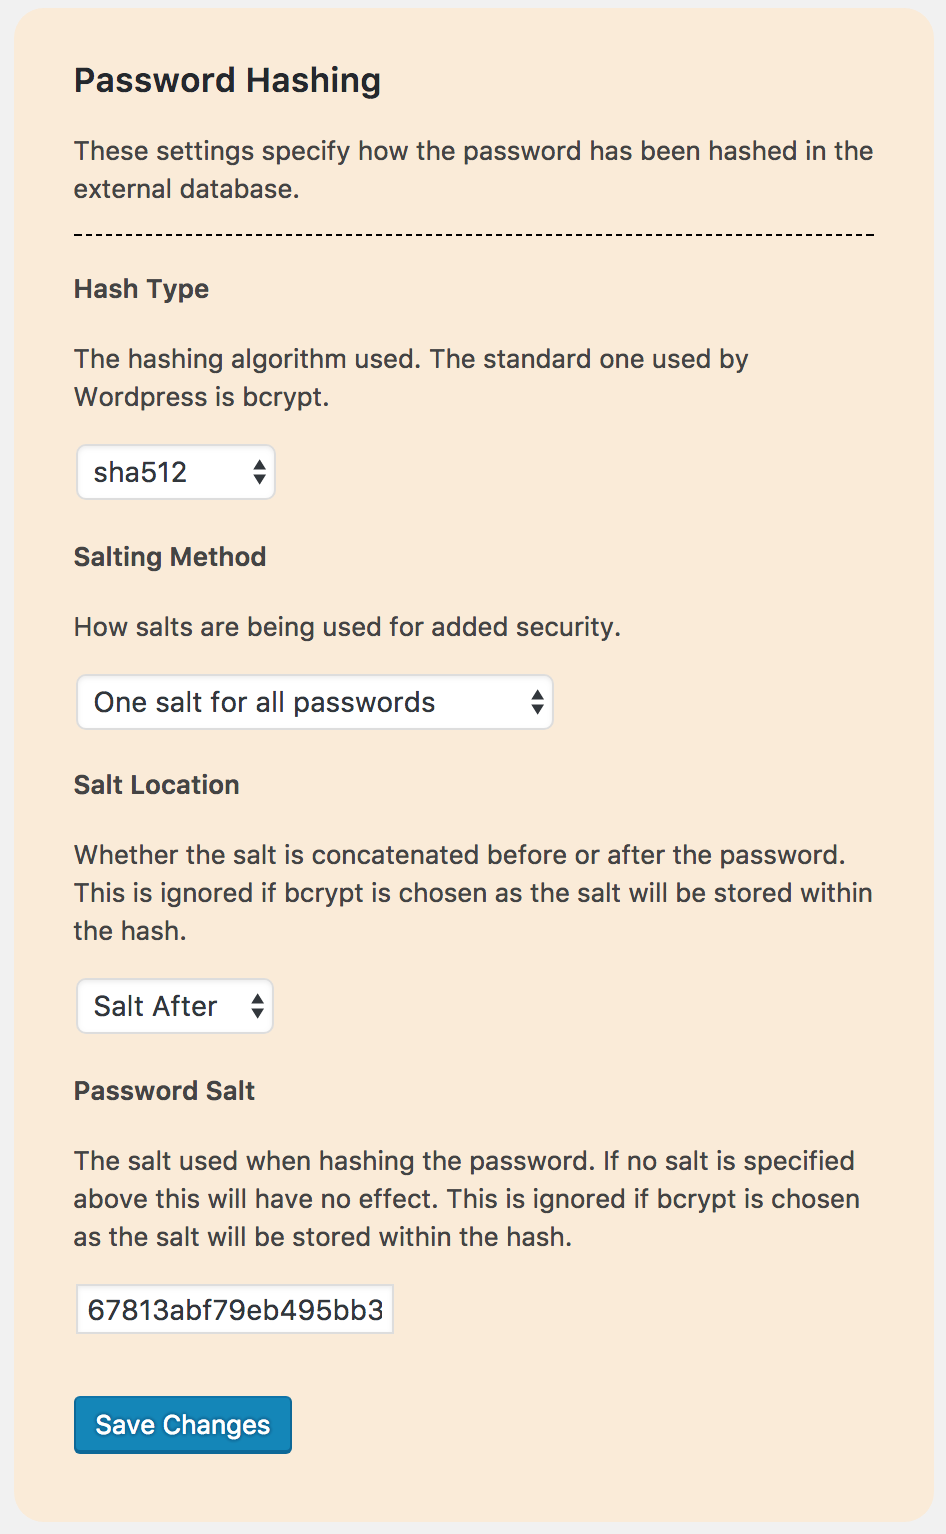 Password Hashing
These settings specify how the password has been hashed in the
external database.
Hash Type
The hashing algorithm used. The standard one used by
Wordpress is bcrypt.
sha512
Salting Method
How salts are being used for added security.
One salt for all passwords
Salt Location
Whether the salt is concatenated before or after the password.
This is ignored if bcrypt is chosen as the salt will be stored within
the hash.
Salt After
Password Salt
The salt used when hashing the password. If no salt is specified
above this will have no effect. This is ignored if bcrypt is chosen
as the salt will be stored within the hash.
67813abf79eb495bb3
Save Changes